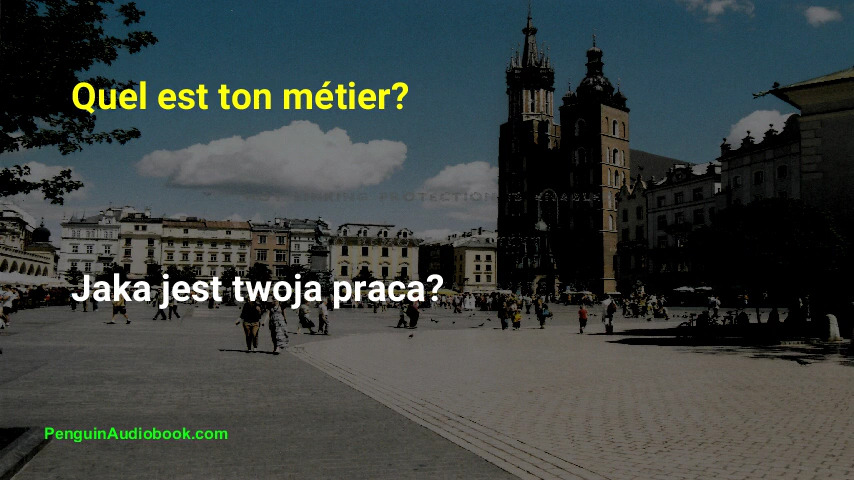 Quel est ton métier?
Jaka jest twoja praca?
PenguinAudiobook.com